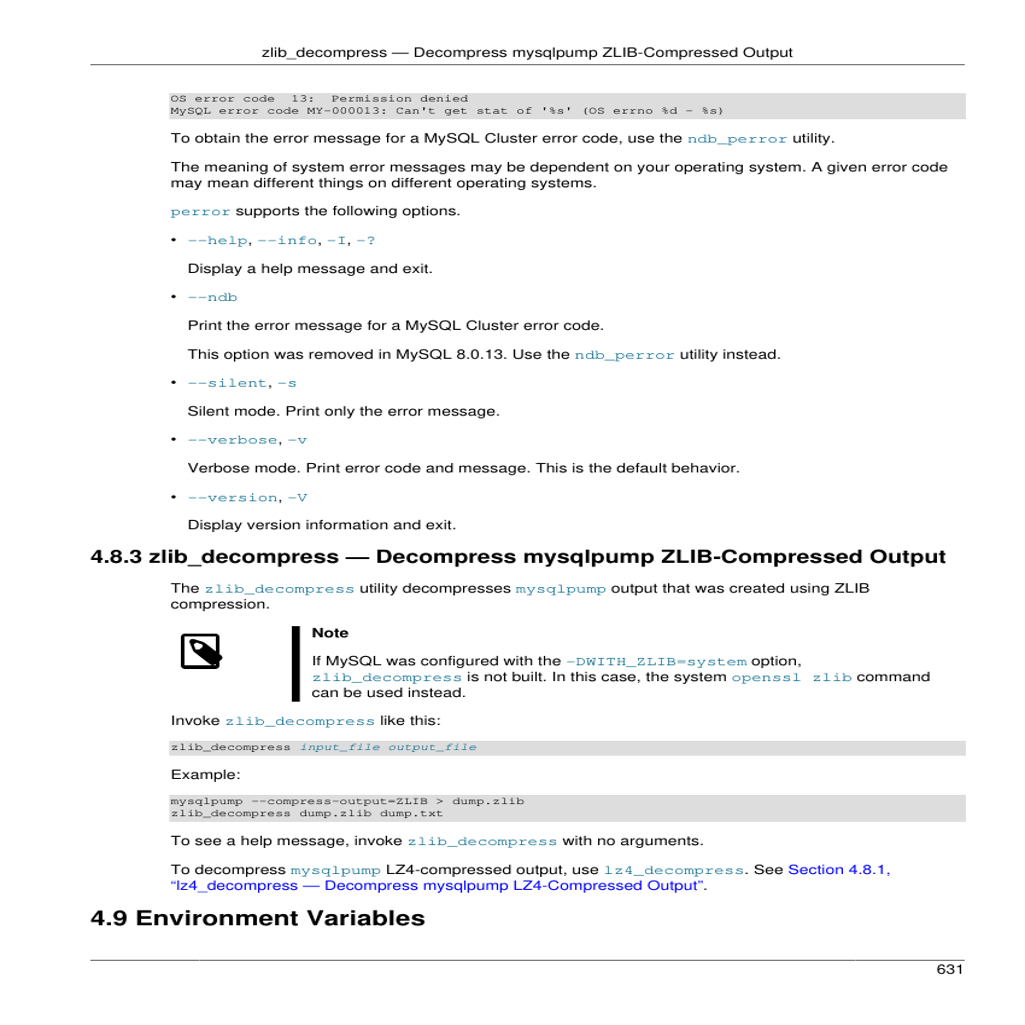 zlib_decompress — Decompress mysqlpump ZLIB-Compressed Output
OS error code  13:  Permission denied
MySQL error code MY-000013: Can't get stat of '%s' (OS errno %d - %s)
To obtain the error message for a MySQL Cluster error code, use the ndb_perror utility.
The meaning of system error messages may be dependent on your operating system. A given error code
may mean different things on different operating systems.
perror supports the following options.
• --help, --info, -I, -?
Display a help message and exit.
• --ndb
Print the error message for a MySQL Cluster error code.
This option was removed in MySQL 8.0.13. Use the ndb_perror utility instead.
• --silent, -s
Silent mode. Print only the error message.
• --verbose, -v
Verbose mode. Print error code and message. This is the default behavior.
• --version, -V
Display version information and exit.
4.8.3 zlib_decompress — Decompress mysqlpump ZLIB-Compressed Output
The zlib_decompress utility decompresses mysqlpump output that was created using ZLIB
compression.
Note
If MySQL was configured with the -DWITH_ZLIB=system option,
zlib_decompress is not built. In this case, the system openssl zlib command
can be used instead.
Invoke zlib_decompress like this:
zlib_decompress input_file output_file
Example:
mysqlpump --compress-output=ZLIB > dump.zlib
zlib_decompress dump.zlib dump.txt
To see a help message, invoke zlib_decompress with no arguments.
To decompress mysqlpump LZ4-compressed output, use lz4_decompress. See Section 4.8.1,
“lz4_decompress — Decompress mysqlpump LZ4-Compressed Output”.
4.9 Environment Variables
631